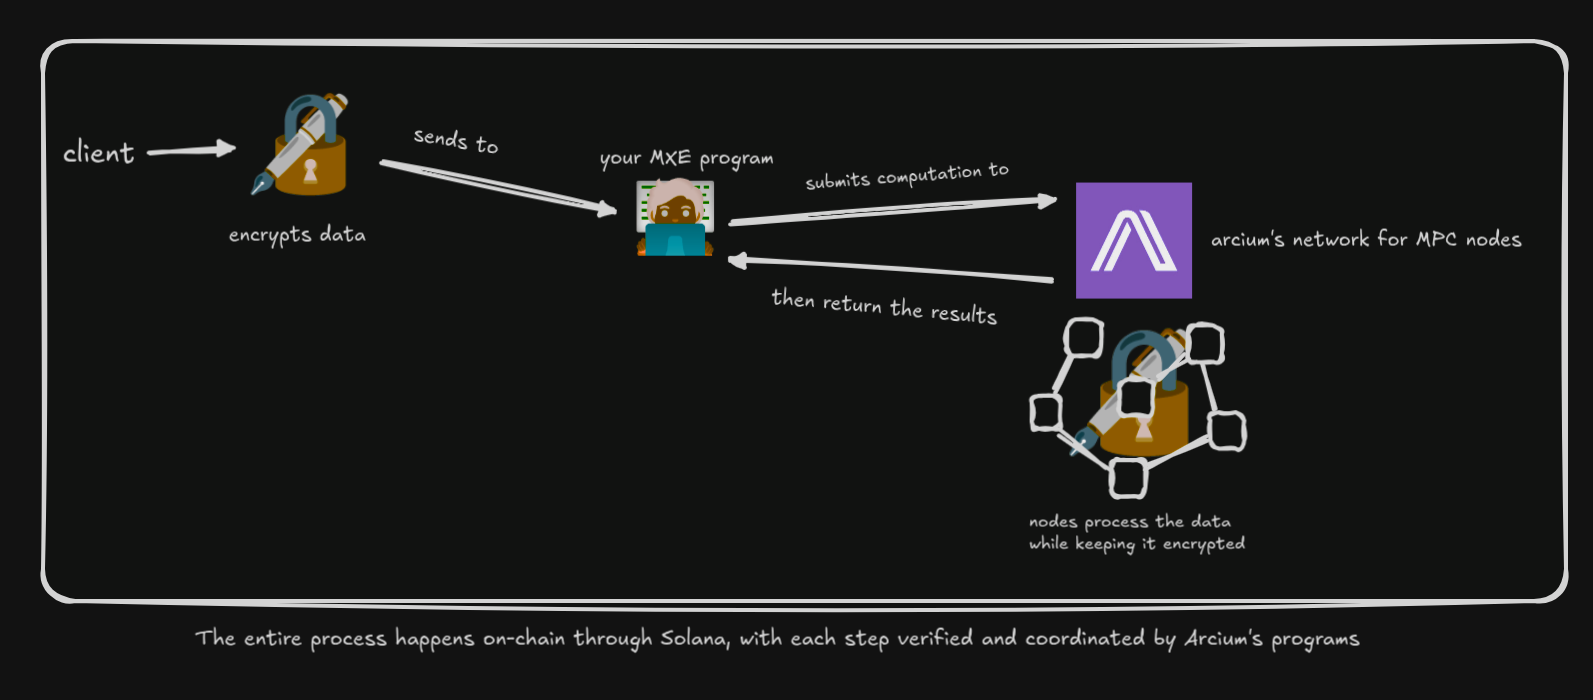 client
encrypts data
sends to
your MXE program
submits computation to
then return the results
arcium's network for MPC nodes
nodes process the data
while keeping it encrypted
The entire process happens on-chain through Solana, with each step verified and coordinated by Arcium's programs